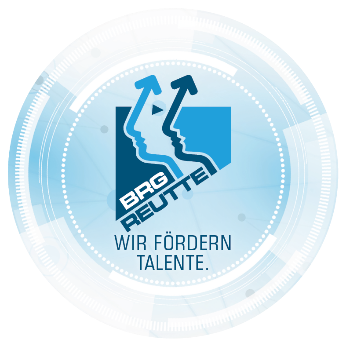 BRG
REUTTE
WIR FÖRDERN
TALENTE.